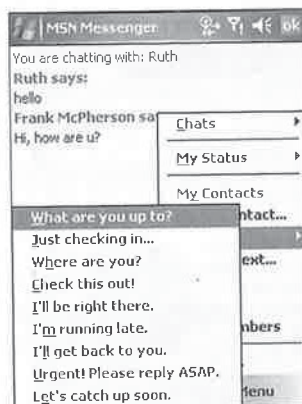 MSN Messenger ok
You are chatting with: Ruth
Ruth says:
hello
Frank McPherson sa
Hi, how are u?
Chats
My Status
My Contacts
ntact...
ext...
mbers
Menu
What are you up to?
Just checking in...
Where are you?
Check this out!
I'll be right there.
I'm running late.
I'll get back to you.
Urgent! Please reply ASAP.
Let's catch up soon.